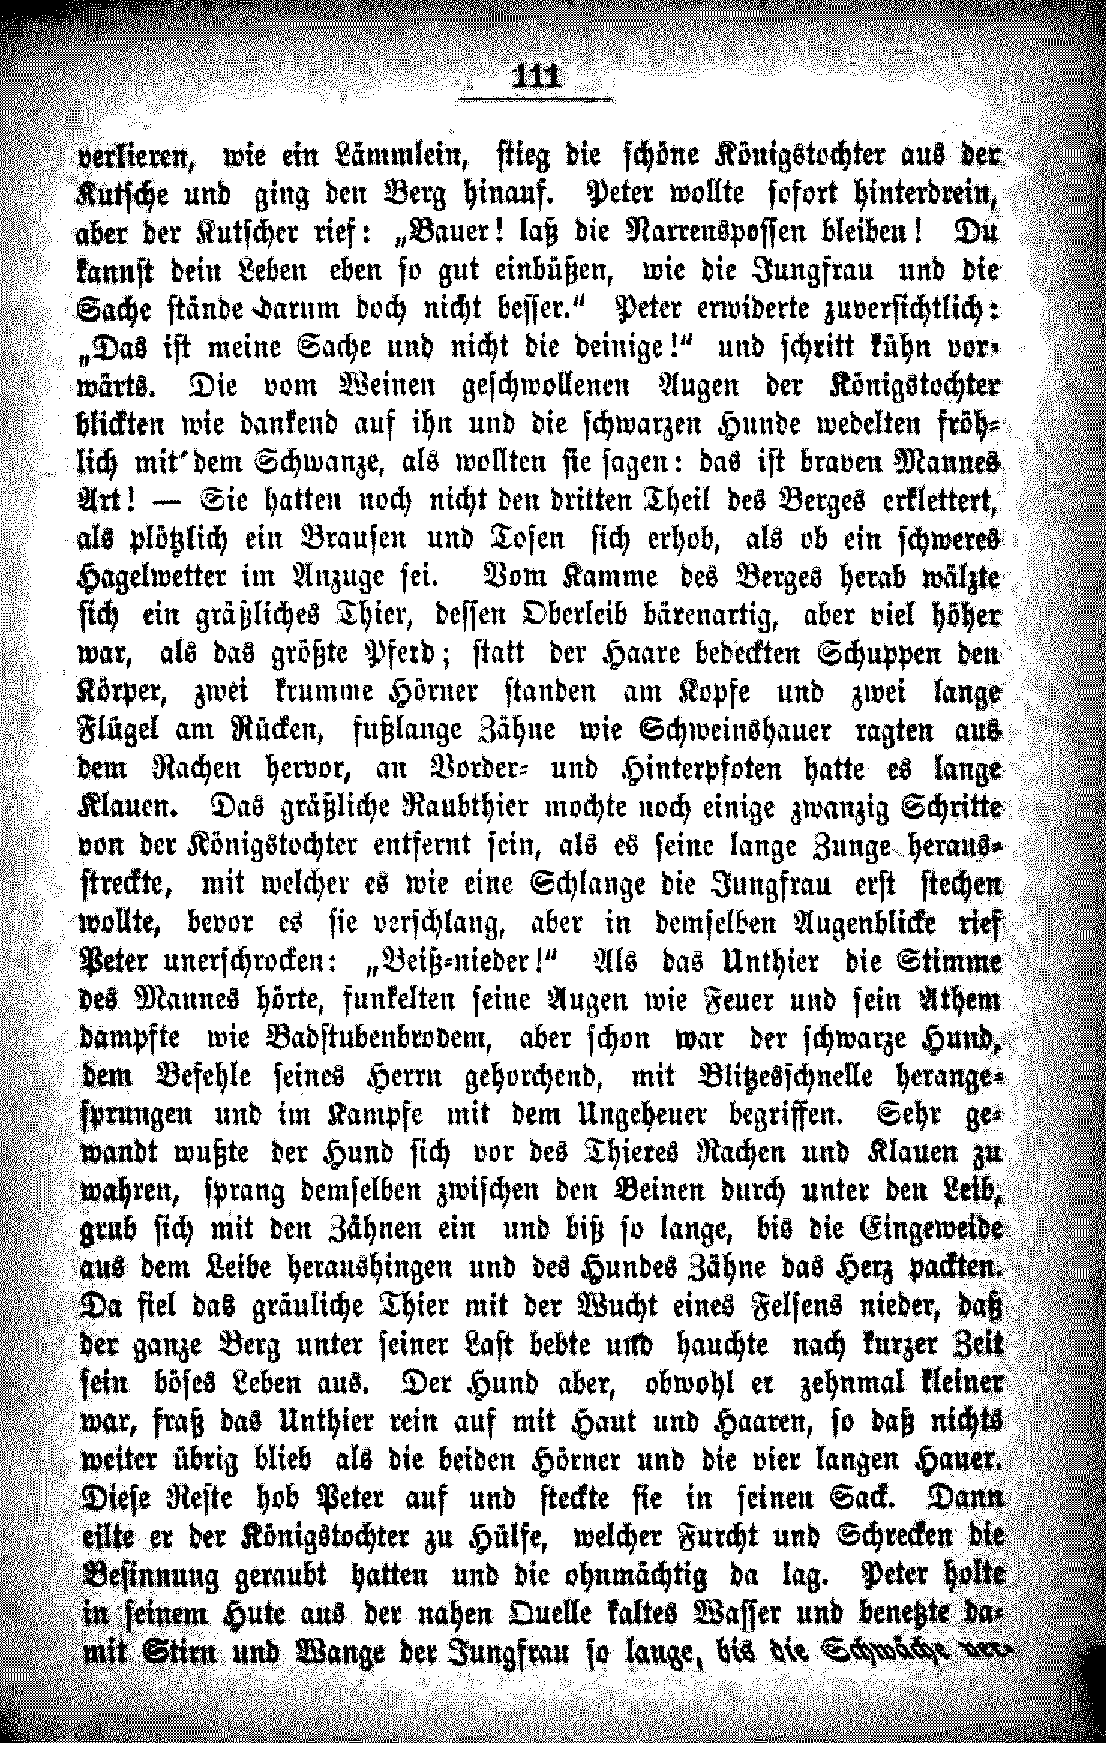 111
verlieren, wie ein Lämmlein, stieg die schöne Königstochter aus der
Kutsche und ging den Berg hinauf. Peter wollte sofort hinterdrein,
aber der Kutscher rief: „Bauer! laß die Narrenspossen bleiben! Du
kannst dein Leben eben so gut einbüßen, wie die Jungfrau und die
Sache stände darum doch nicht besser.“ Peter erwiderte zuversichtlich:
„Das ist meine Sache und nicht die deinige!“ und schritt kühn vor-
wärts. Die vom Weinen geschwollenen Augen der Königstochter
blickten wie dankend auf ihn und die schwarzen Hunde wedelten fröh-
lich mit dem Schwanze, als wollten sie sagen: das ist braven Mannes
Art! — Sie hatten noch nicht den dritten Theil des Berges erklettert,
als plötzlich ein Brausen und Tosen sich erhob, als ob ein schweres
Hagelwetter im Anzuge sei. Vom Kamme des Berges herab wälzte
sich ein gräßliches Thier, dessen Oberleib bärenartig, aber viel höher
war, als das größte Pferd; statt der Haare bedeckten Schuppen den
Körper, zwei krumme Hörner standen am Kopfe und zwei lange
Flügel am Rücken, fußlange Zähne wie Schweinshauer ragten aus
dem Rachen hervor, an Vorder- und Hinterpfoten hatte es lange
Klauen. Das gräßliche Raubthier mochte noch einige zwanzig Schritte
von der Königstochter entfernt sein, als es seine lange Zunge heraus-
streckte, mit welcher es wie eine Schlange die Jungfrau erst stechen
wollte, bevor es sie verschlang, aber in demselben Augenblicke rief
Peter unerschrocken: „Beiß-nieder!“ Als das Unthier die Stimme
des Mannes hörte, funkelten seine Augen wie Feuer und sein Athem
dampfte wie Badstubenbrodem, aber schon war der schwarze Hund,
dem Befehle seines Herrn gehorchend, mit Blitzesschnelle herange-
sprungen und im Kampfe mit dem Ungeheuer begriffen. Sehr ge-
wandt wußte der Hund sich vor des Thieres Rachen und Klauen zu
wahren, sprang demselben zwischen den Beinen durch unter den Leib,
grub sich mit den Zähnen ein und biß so lange, bis die Eingeweide
aus dem Leibe heraushingen und des Hundes Zähne das Herz packten.
Da fiel das gräuliche Thier mit der Wucht eines Felsens nieder, daß
der ganze Berg unter seiner Last bebte und hauchte nach kurzer Zeit
sein böses Leben aus. Der Hund aber, obwohl er zehnmal kleiner
war, fraß das Unthier rein auf mit Haut und Haaren, so daß nichts
weiter übrig blieb als die beiden Hörner und die vier langen Hauer.
Diese Reste hob Peter auf und steckte sie in seinen Sack. Dann
eilte er der Königstochter zu Hülfe, welcher Furcht und Schrecken die
Besinnung geraubt hatten und die ohnmächtig da lag. Peter holte
in seinem Hute aus der nahen Quelle kaltes Wasser und benetzte da-
mit Stirn und Wange der Jungfrau so lange, bis die Schwäche ver-